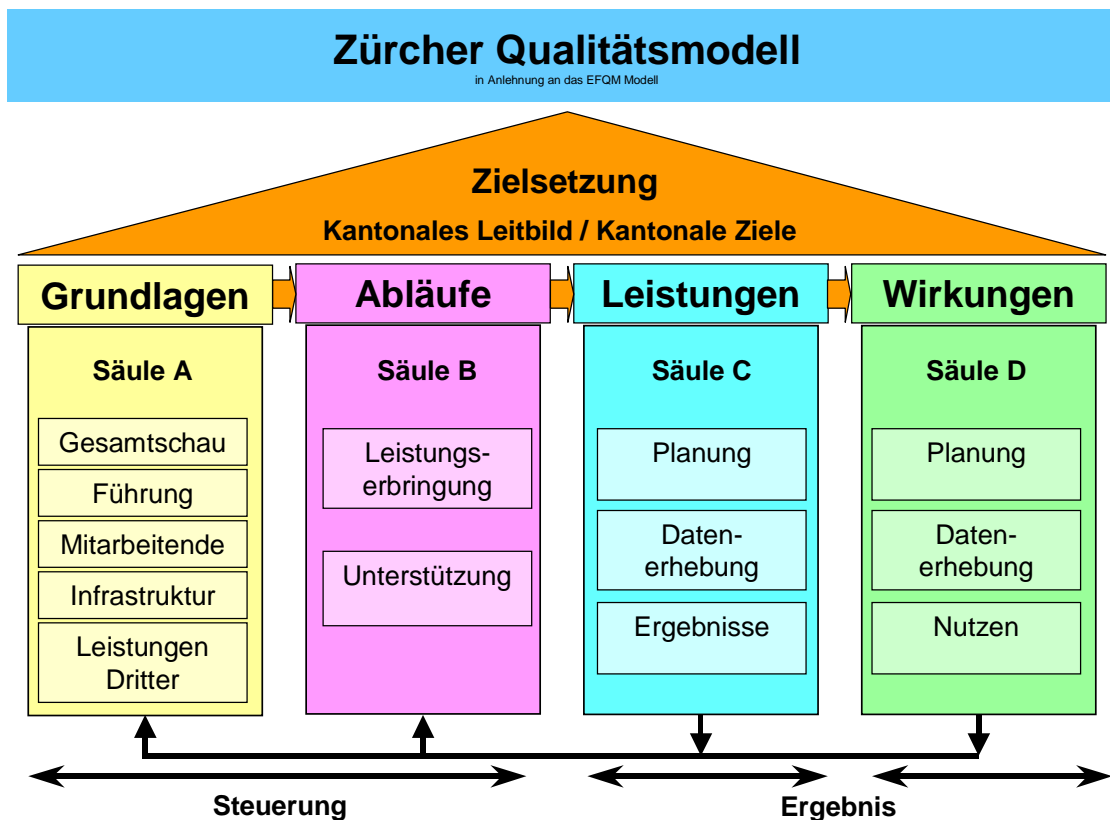 Zürcher Qualitätsmodell
in Anlehnung an das EFQM Modell
Zielsetzung
Kantonales Leitbild / Kantonale Ziele
Grundlagen
Säule A
Gesamtschau
Führung
Mitarbeitende
Infrastruktur
Leistungen
Dritter
Abläufe
Säule B
Leistungs-
erbringung
Unterstützung
Leistungen
Säule C
Planung
Daten-
erhebung
Ergebnisse
Wirkungen
Säule D
Planung
Daten-
erhebung
Nutzen
Steuerung
Ergebnis